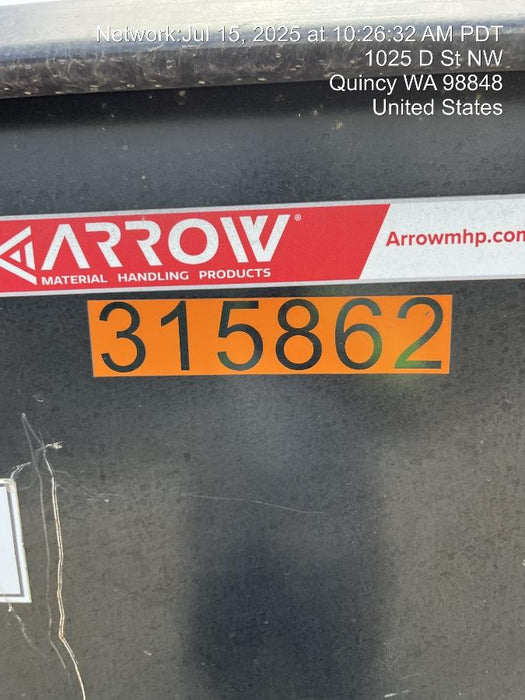 Network:Jul 15, 2025 at 10:26:32 AM PDT
1025 D St NW
Quincy WA 98848
United States
ARROW®
MATERIAL HANDLING PRODUCTS
Arrowmhp.com
315862